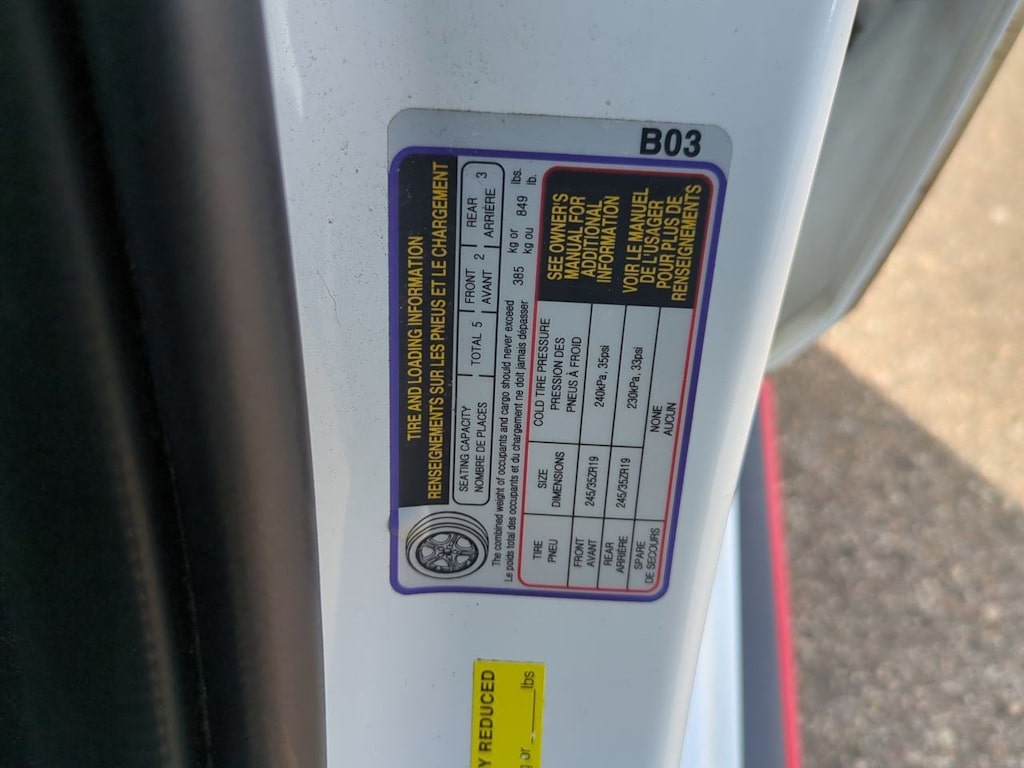 B03
TIRE AND LOADING INFORMATION
RENSEIGNEMENTS SUR LES PNEUS ET LE CHARGEMENT
SEATING CAPACITY
NOMBRE DE PLACES
TOTAL 5
FRONT
AVANT 2
REAR
ARRIÈRE 3
The combined weight of occupants and cargo should never exceed 385 kg or 849 lbs.
Le poids total des occupants et du chargement ne doit jamais dépasser kg ou lb.
TIRE
PNEU
SIZE
DIMENSIONS
COLD TIRE PRESSURE
PRESSION DES
PNEUS À FROID
FRONT
AVANT
245/35ZR19
240kPa, 35psi
REAR
ARRIÈRE
245/35ZR19
230kPa, 33psi
SPARE
DE SECOURS
NONE
AUCUN
SEE OWNER'S
MANUAL FOR
ADDITIONAL
INFORMATION
VOIR LE MANUEL
DE L'USAGER
POUR PLUS DE
RENSEIGNEMENTS
Y REDUCED
or ____ lbs